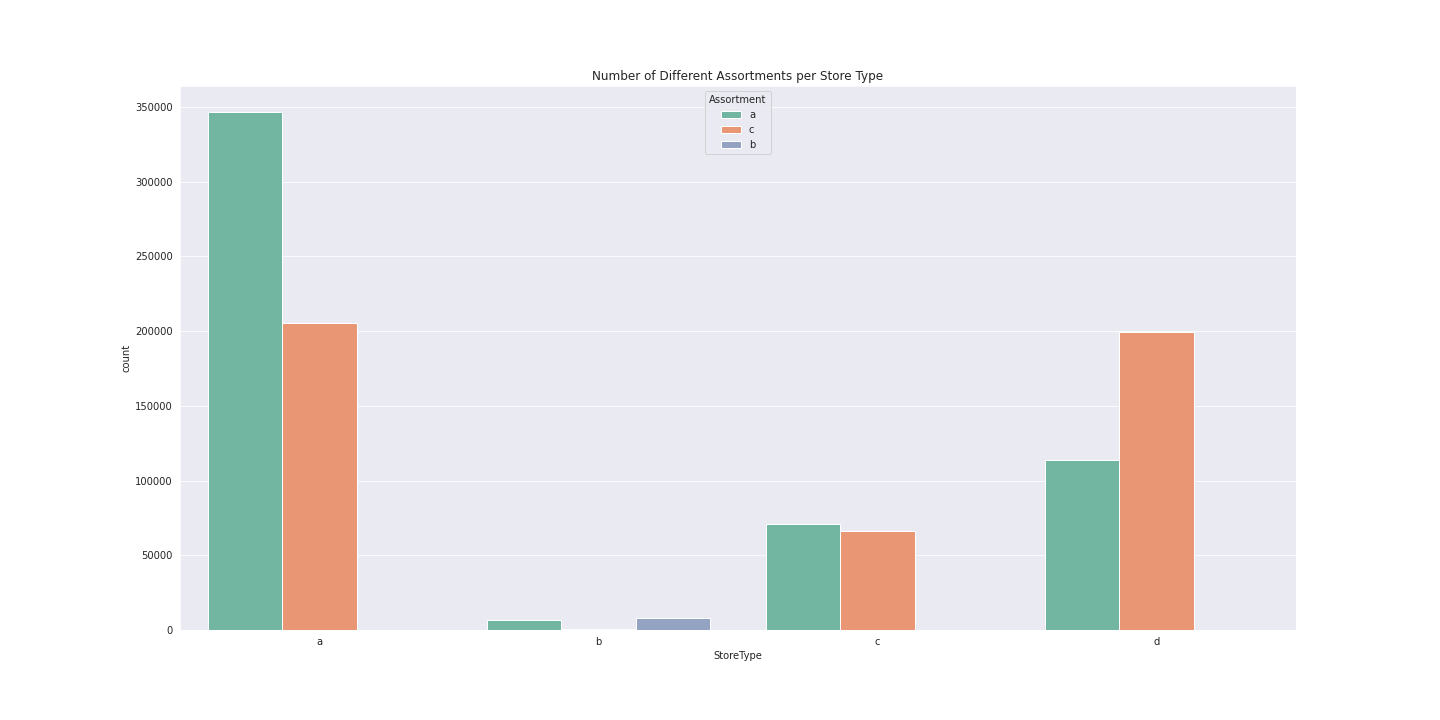 Number of Different Assortments per Store Type
Assortment
a
c
b
350000
300000
250000
200000
150000
100000
50000
0
count
a b c d
StoreType